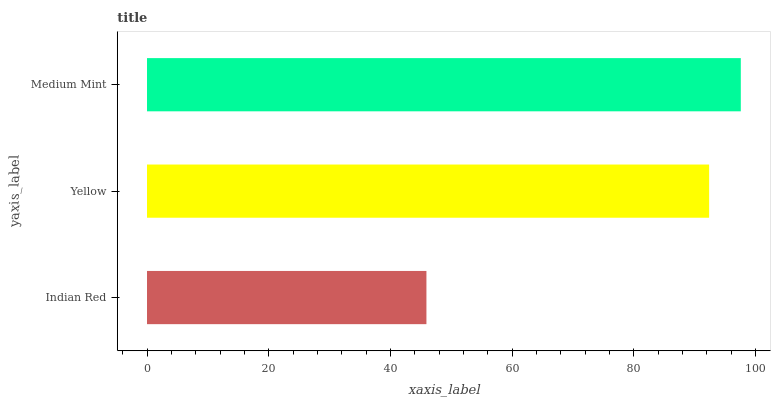 title
Medium Mint
Yellow
Indian Red
yaxis_label
0 20 40 60 80 100
xaxis_label